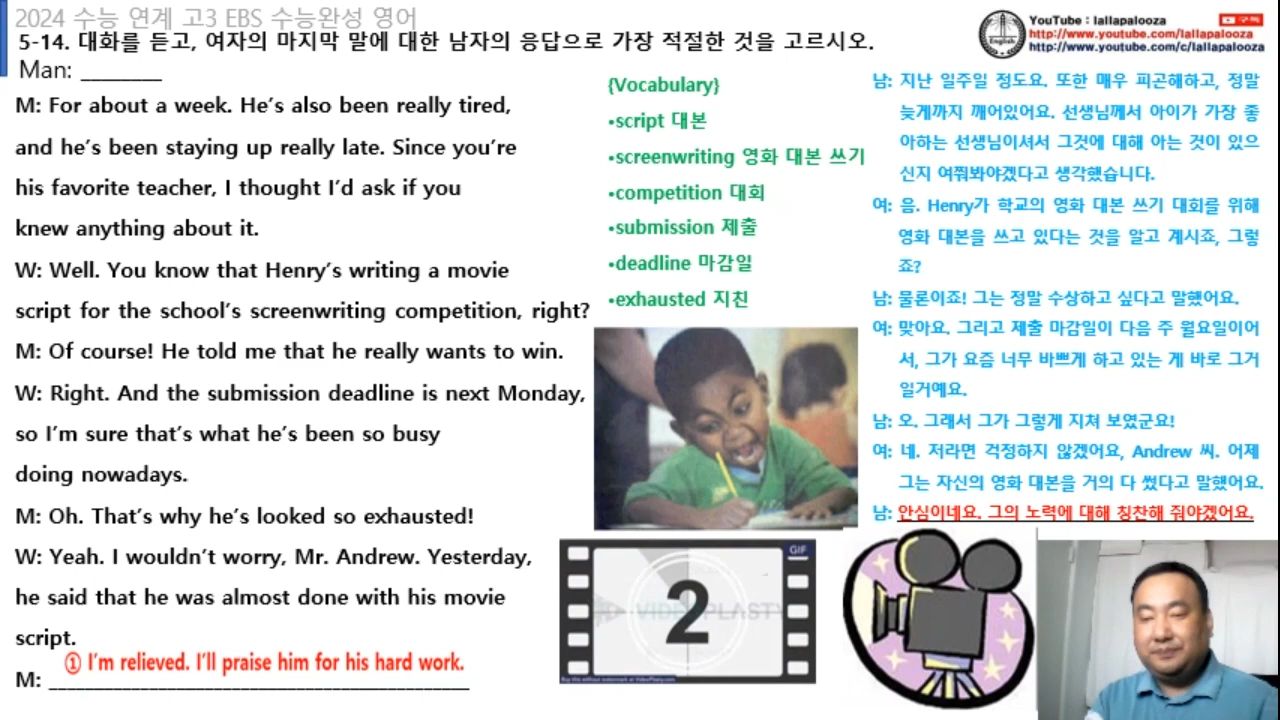 2024 수능 연계 고3 EBS 수능완성 영어
5-14. 대화를 듣고, 여자의 마지막 말에 대한 남자의 응답으로 가장 적절한 것을 고르시오.
Man: ________
M: For about a week. He's also been really tired,
and he's been staying up really late. Since you're
his favorite teacher, I thought I'd ask if you
knew anything about it.
W: Well. You know that Henry's writing a movie
script for the school's screenwriting competition, right?
M: Of course! He told me that he really wants to win.
W: Right. And the submission deadline is next Monday,
so I'm sure that's what he's been so busy
doing nowadays.
M: Oh. That's why he's looked so exhausted!
W: Yeah. I wouldn't worry, Mr. Andrew. Yesterday,
he said that he was almost done with his movie
script.
① I'm relieved. I'll praise him for his hard work.
M: ________________________________________
{Vocabulary}
•script 대본
•screenwriting 영화 대본 쓰기
•competition 대회
•submission 제출
•deadline 마감일
•exhausted 지친
YouTube : lallapalooza
구독
http://www.youtube.com/lallapalooza
http://www.youtube.com/c/lallapalooza
English
남: 지난 일주일 정도요. 또한 매우 피곤해하고, 정말
늦게까지 깨어있어요. 선생님께서 아이가 가장 좋
아하는 선생님이셔서 그것에 대해 아는 것이 있으
신지 여쭤봐야겠다고 생각했습니다.
여: 음. Henry가 학교의 영화 대본 쓰기 대회를 위해
영화 대본을 쓰고 있다는 것을 알고 계시죠, 그렇
죠?
남: 물론이죠! 그는 정말 수상하고 싶다고 말했어요.
여: 맞아요. 그리고 제출 마감일이 다음 주 월요일이어
서, 그가 요즘 너무 바쁘게 하고 있는 게 바로 그거
일거예요.
남: 오. 그래서 그가 그렇게 지쳐 보였군요!
여: 네. 저라면 걱정하지 않겠어요, Andrew 씨. 어제
그는 자신의 영화 대본을 거의 다 썼다고 말했어요.
남: 안심이네요. 그의 노력에 대해 칭찬해 줘야겠어요.
GIF
2